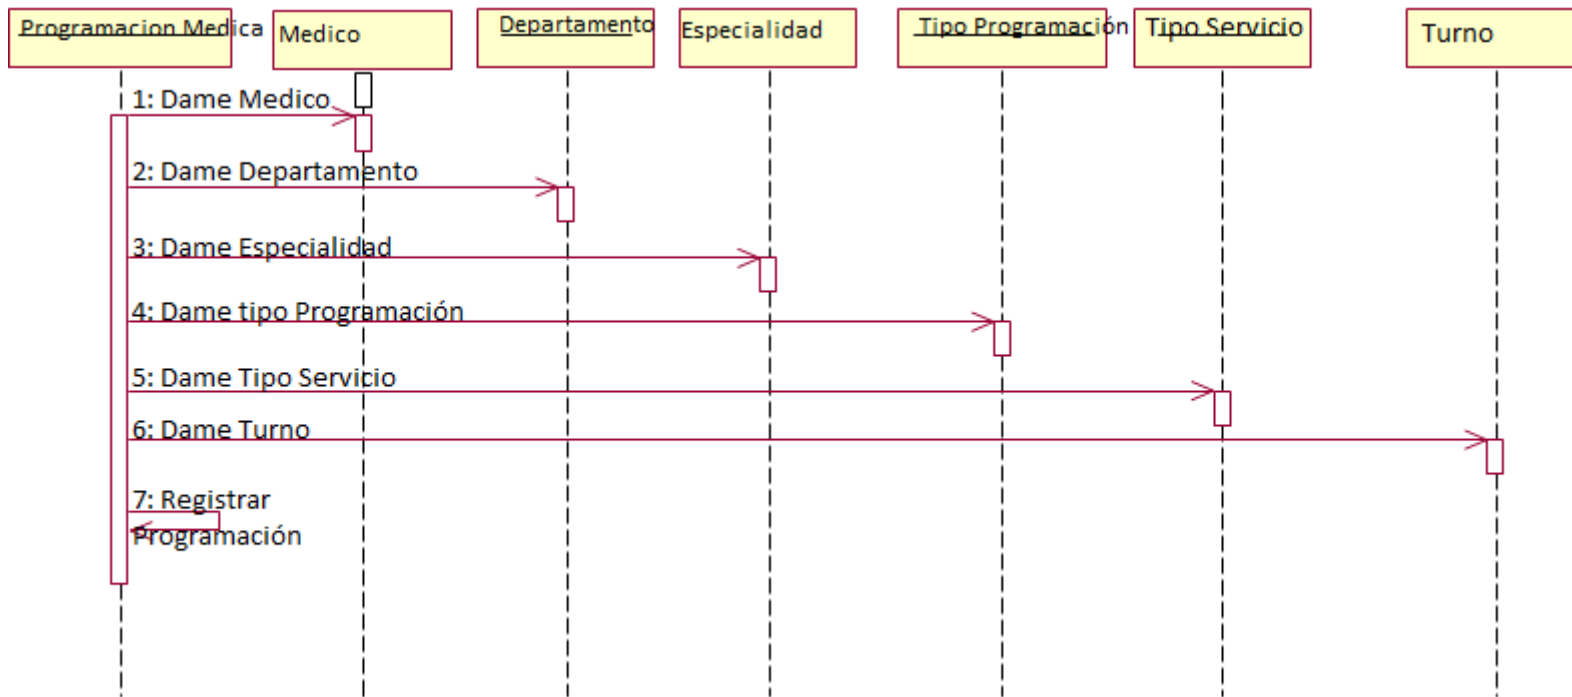 Programacion Medica
Medico
Departamento
Especialidad
Tipo Programación
Tipo Servicio
Turno
1: Dame Medico
2: Dame Departamento
3: Dame Especialidad
4: Dame tipo Programación
5: Dame Tipo Servicio
6: Dame Turno
7: Registrar
Programación